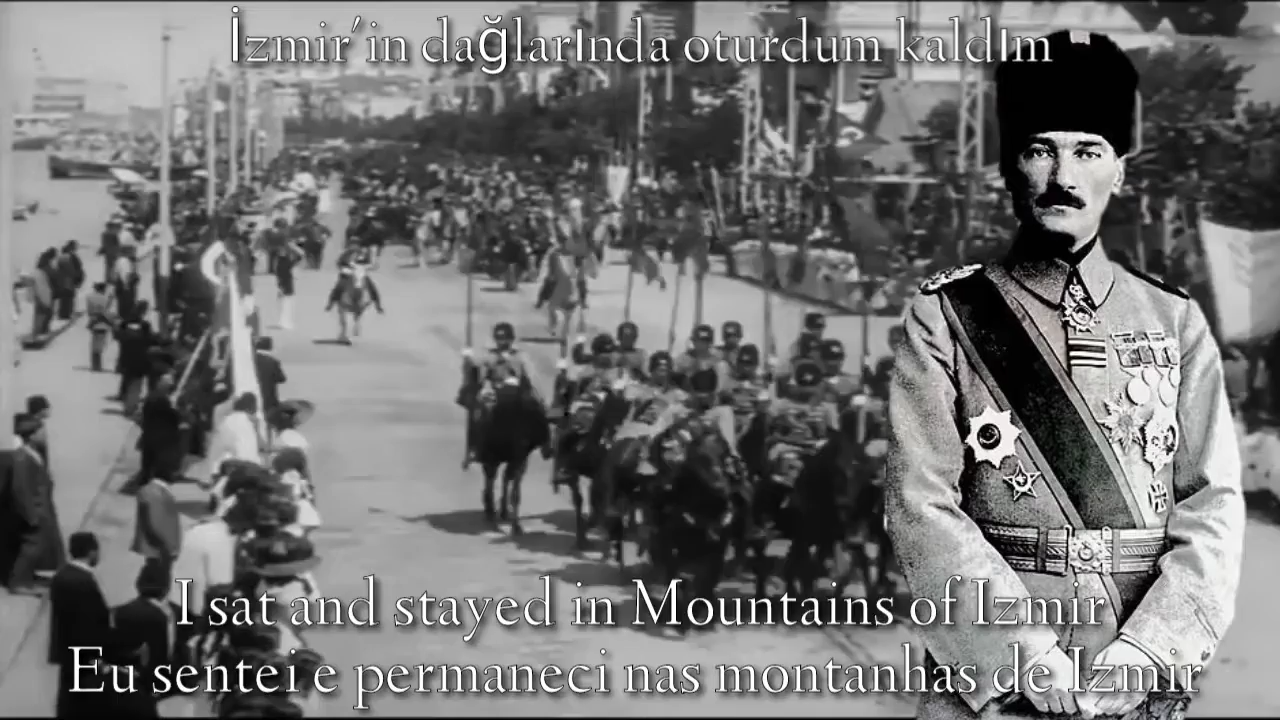 İzmir'in dağlarında oturdum kaldım
I sat and stayed in Mountains of Izmir
Eu sentei e permaneci nas montanhas de Izmir